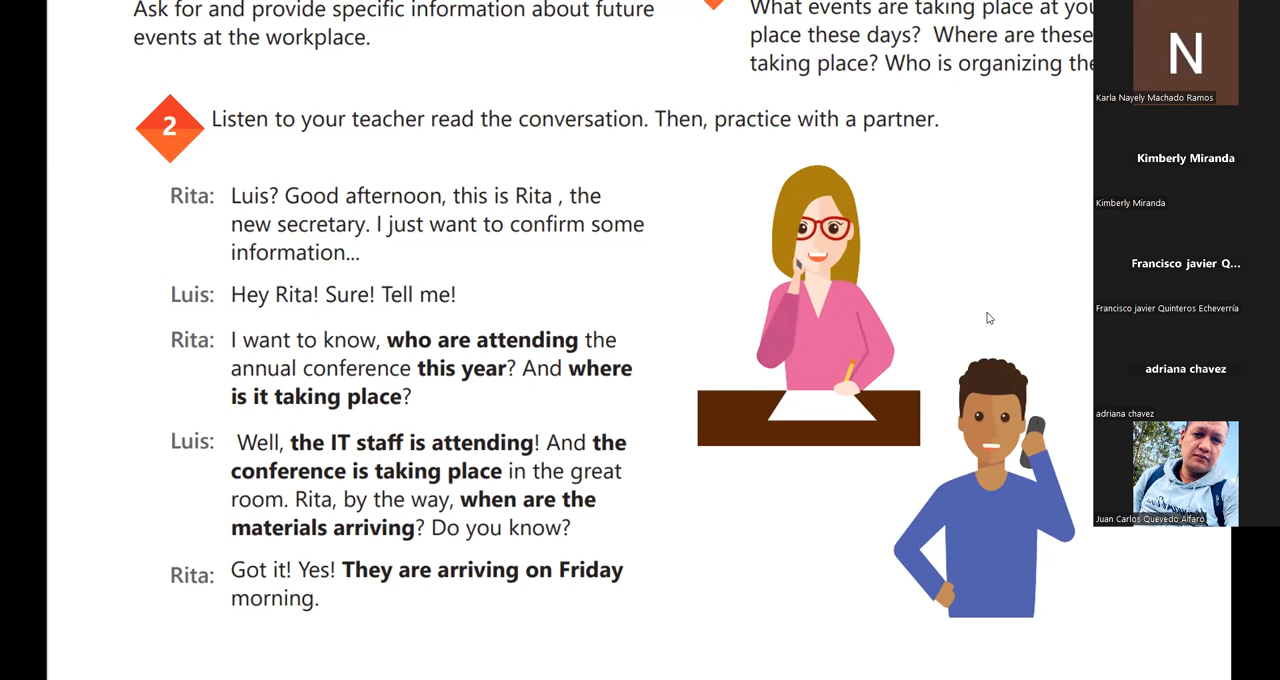 Ask for and provide specific information about future
events at the workplace.
What events are taking place at you
place these days? Where are these
taking place? Who is organizing the
2
Listen to your teacher read the conversation. Then, practice with a partner.
Rita: Luis? Good afternoon, this is Rita , the
new secretary. I just want to confirm some
information...
Luis: Hey Rita! Sure! Tell me!
Rita: I want to know, who are attending the
annual conference this year? And where
is it taking place?
Luis: Well, the IT staff is attending! And the
conference is taking place in the great
room. Rita, by the way, when are the
materials arriving? Do you know?
Rita: Got it! Yes! They are arriving on Friday
morning.
N
Karla Nayely Machado Ramos
Kimberly Miranda
Kimberly Miranda
Francisco javier Q...
Francisco javier Quinteros Echeverría
adriana chavez
adriana chavez
Juan Carlos Quevedo Alfaro